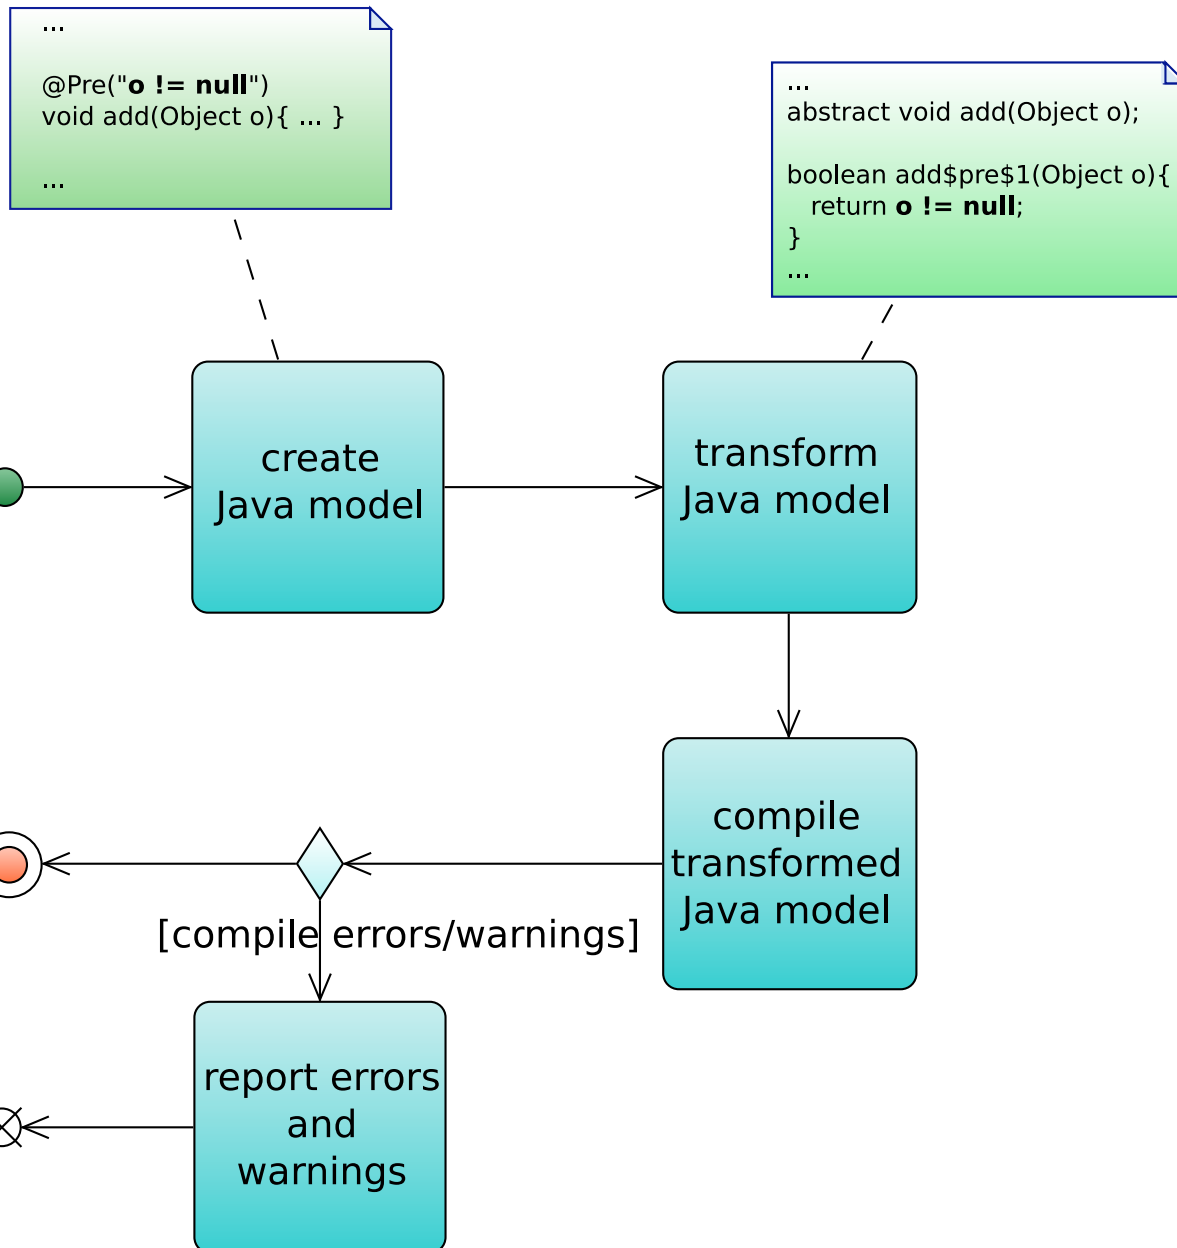 ...
@Pre("o != null")
void add(Object o){ ... }
...
...
abstract void add(Object o);
boolean add$pre$1(Object o){
return o != null;
}
...
create
Java model
transform
Java model
compile
transformed
Java model
[compile errors/warnings]
report errors
and
warnings